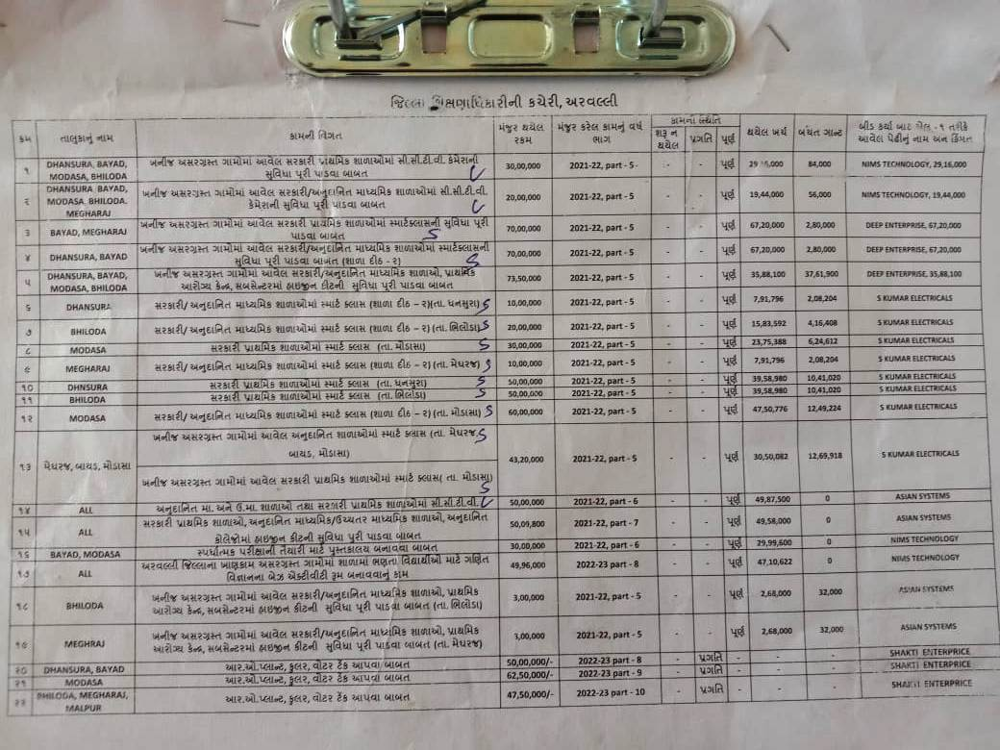 જિલ્લા શિક્ષણાધિકારીની કચેરી, અરવલ્લી
ક્રમ તાલુકાનું નામ કામની વિગત મંજુર થયેલ રકમ મંજુર કરેલ કામનું વર્ષ ભાગ કામની સ્થિતિ શરૂ ન થયેલ પ્રગતિ પૂર્ણ થયેલ ખર્ચ બચત ગ્રાન્ટ બીડ કર્યા બાદ એલ - ૧ તરીકે આવેલ પેઢીનું નામ અને કિંમત
૧ DHANSURA, BAYAD, MODASA, BHILODA ખનીજ અસરગ્રસ્ત ગામોમાં આવેલ સરકારી પ્રાથમિક શાળાઓમાં સી.સી.ટી.વી. કેમેરાની સુવિધા પૂરી પાડવા બાબત 30,00,000 2021-22, part - 5 - - પૂર્ણ 29,16,000 84,000 NIMS TECHNOLOGY, 29,16,000
૨ DHANSURA, BAYAD, MODASA, BHILODA, MEGHARAJ ખનીજ અસરગ્રસ્ત ગામોમાં આવેલ સરકારી/અનુદાનિત માધ્યમિક શાળાઓમાં સી.સી.ટી.વી. કેમેરાની સુવિધા પૂરી પાડવા બાબત 20,00,000 2021-22, part - 5 - - પૂર્ણ 19,44,000 56,000 NIMS TECHNOLOGY, 19,44,000
૩ BAYAD, MEGHARAJ ખનીજ અસરગ્રસ્ત ગામોમાં આવેલ સરકારી પ્રાથમિક શાળાઓમાં સ્માર્ટક્લાસની સુવિધા પૂરી પાડવા બાબત S 70,00,000 2021-22, part - 5 - - પૂર્ણ 67,20,000 2,80,000 DEEP ENTERPRISE, 67,20,000
૪ DHANSURA, BAYAD ખનીજ અસરગ્રસ્ત ગામોમાં આવેલ સરકારી/અનુદાનિત માધ્યમિક શાળાઓમાં સ્માર્ટક્લાસની સુવિધા પૂરી પાડવા બાબત (શાળા દીઠ - ૨) S 70,00,000 2021-22, part - 5 - - પૂર્ણ 67,20,000 2,80,000 DEEP ENTERPRISE, 67,20,000
૫ DHANSURA, BAYAD, MODASA, BHILODA ખનીજ અસરગ્રસ્ત ગામોમાં આવેલ સરકારી/અનુદાનિત માધ્યમિક શાળાઓ, પ્રાથમિક આરોગ્ય કેન્દ્ર, સબસેન્ટરમાં હાઇજીન કીટની સુવિધા પૂરી પાડવા બાબત 73,50,000 2021-22, part - 5 - - પૂર્ણ 35,88,100 37,61,900 DEEP ENTERPRISE, 35,88,100
૬ DHANSURA સરકારી/ અનુદાનિત માધ્યમિક શાળાઓમાં સ્માર્ટ ક્લાસ (શાળા દીઠ - ૨)(તા. ધનસુરા) S 10,00,000 2021-22, part - 5 - - પૂર્ણ 7,91,796 2,08,204 S KUMAR ELECTRICALS
૭ BHILODA સરકારી/ અનુદાનિત માધ્યમિક શાળાઓમાં સ્માર્ટ ક્લાસ (શાળા દીઠ - ૨) (તા. ભિલોડા) S 20,00,000 2021-22, part - 5 - - પૂર્ણ 15,83,592 4,16,408 S KUMAR ELECTRICALS
૮ MODASA સરકારી પ્રાથમિક શાળાઓમાં સ્માર્ટ ક્લાસ (તા. મોડાસા) S 30,00,000 2021-22, part - 5 - - પૂર્ણ 23,75,388 6,24,612 S KUMAR ELECTRICALS
૯ MEGHARAJ સરકારી/ અનુદાનિત માધ્યમિક શાળાઓમાં સ્માર્ટ ક્લાસ (શાળા દીઠ - ૨) (તા. મેઘરજ) S 10,00,000 2021-22, part - 5 - - પૂર્ણ 7,91,796 2,08,204 S KUMAR ELECTRICALS
૧૦ DHNSURA સરકારી પ્રાથમિક શાળાઓમાં સ્માર્ટ ક્લાસ (તા. ધનસુરા) S 50,00,000 2021-22, part - 5 - - પૂર્ણ 39,58,980 10,41,020 S KUMAR ELECTRICALS
૧૧ BHILODA સરકારી પ્રાથમિક શાળાઓમાં સ્માર્ટ ક્લાસ (તા. ભીલોડા) S 50,00,000 2021-22, part - 5 - - પૂર્ણ 39,58,980 10,41,020 S KUMAR ELECTRICALS
૧૨ MODASA સરકારી/ અનુદાનિત માધ્યમિક શાળાઓમાં સ્માર્ટ ક્લાસ (શાળા દીઠ - ૨) (તા. મોડાસા) S 60,00,000 2021-22, part - 5 - - પૂર્ણ 47,50,776 12,49,224 S KUMAR ELECTRICALS
૧૩ મેઘરજ, બાયડ, મોડાસા ખનીજ અસરગ્રસ્ત ગામોમાં આવેલ અનુદાનિત શાળાઓમાં સ્માર્ટ ક્લાસ (તા. મેઘરજ, બાયડ, મોડાસા) S ખનીજ અસરગ્રસ્ત ગામોમાં આવેલ સરકારી પ્રાથમિક શાળાઓમાં સ્માર્ટ ક્લાસ( તા. મોડાસા) S 43,20,000 2021-22, part - 5 - - પૂર્ણ 30,50,082 12,69,918 S KUMAR ELECTRICALS
૧૪ ALL અનુદાનિત મા. અને ઉ.મા. શાળાઓ તથા સરકારી પ્રાથમિક શાળાઓમાં સી.સી.ટી.વી. 50,00,000 2021-22, part - 6 - - પૂર્ણ 49,87,500 0 ASIAN SYSTEMS
૧૫ ALL સરકારી પ્રાથમિક શાળાઓ, અનુદાનિત માધ્યમિક/ઉચ્ચતર માધ્યમિક શાળાઓ, અનુદાનિત કોલેજોમાં હાઇજીન કીટની સુવિધા પૂરી પાડવા બાબત 50,09,800 2021-22, part - 7 - - પૂર્ણ 49,58,000 0 ASIAN SYSTEMS
૧૬ BAYAD, MODASA સ્પર્ધાત્મક પરીક્ષાની તૈયારી માટે પુસ્તકાલય બનાવવા બાબત 30,00,000 2021-22, part - 6 - - પૂર્ણ 29,99,600 0 NIMS TECHNOLOGY
૧૭ ALL અરવલ્લી જિલ્લાના ખાણકામ અસરગ્રસ્ત ગામોમાં શાળામાં ભણતા વિદ્યાર્થીઓ માટે ગણિત વિજ્ઞાનના બેઝ એક્ટીવીટી રૂમ બનાવવાનું કામ 49,96,000 2022-23, part - 8 - - પૂર્ણ 47,10,622 0 NIMS TECHNOLOGY
૧૮ BHILODA ખનીજ અસરગ્રસ્ત ગામોમાં આવેલ સરકારી/અનુદાનિત માધ્યમિક શાળાઓ, પ્રાથમિક આરોગ્ય કેન્દ્ર, સબસેન્ટરમાં હાઇજીન કીટની સુવિધા પૂરી પાડવા બાબત (તા. ભિલોડા) 3,00,000 2021-22, part - 5 - - પૂર્ણ 2,68,000 32,000 ASIAN SYSTEMS
૧૯ MEGHRAJ ખનીજ અસરગ્રસ્ત ગામોમાં આવેલ સરકારી/અનુદાનિત માધ્યમિક શાળાઓ, પ્રાથમિક આરોગ્ય કેન્દ્ર, સબસેન્ટરમાં હાઇજીન કીટની સુવિધા પૂરી પાડવા બાબત (તા. મેઘરજ) 3,00,000 2021-22, part - 5 - - પૂર્ણ 2,68,000 32,000 ASIAN SYSTEMS
૨૦ DHANSURA, BAYAD આર.ઓ.પ્લાન્ટ, કુલર, વોટર ટેંક આપવા બાબત 50,00,000/- 2022-23 part - 8 - પ્રગતિ - - - SHAKTI ENTERPRICE
૨૧ MODASA આર.ઓ.પ્લાન્ટ, કુલર, વોટર ટેંક આપવા બાબત 62,50,000/- 2022-23 part - 9 - પ્રગતિ - - - SHAKTI ENTERPRICE
૨૨ BHILODA, MEGHARAJ, MALPUR આર.ઓ.પ્લાન્ટ, કુલર, વોટર ટેંક આપવા બાબત 47,50,000/- 2022-23 part - 10 - પ્રગતિ - - - SHAKTI ENTERPRICE